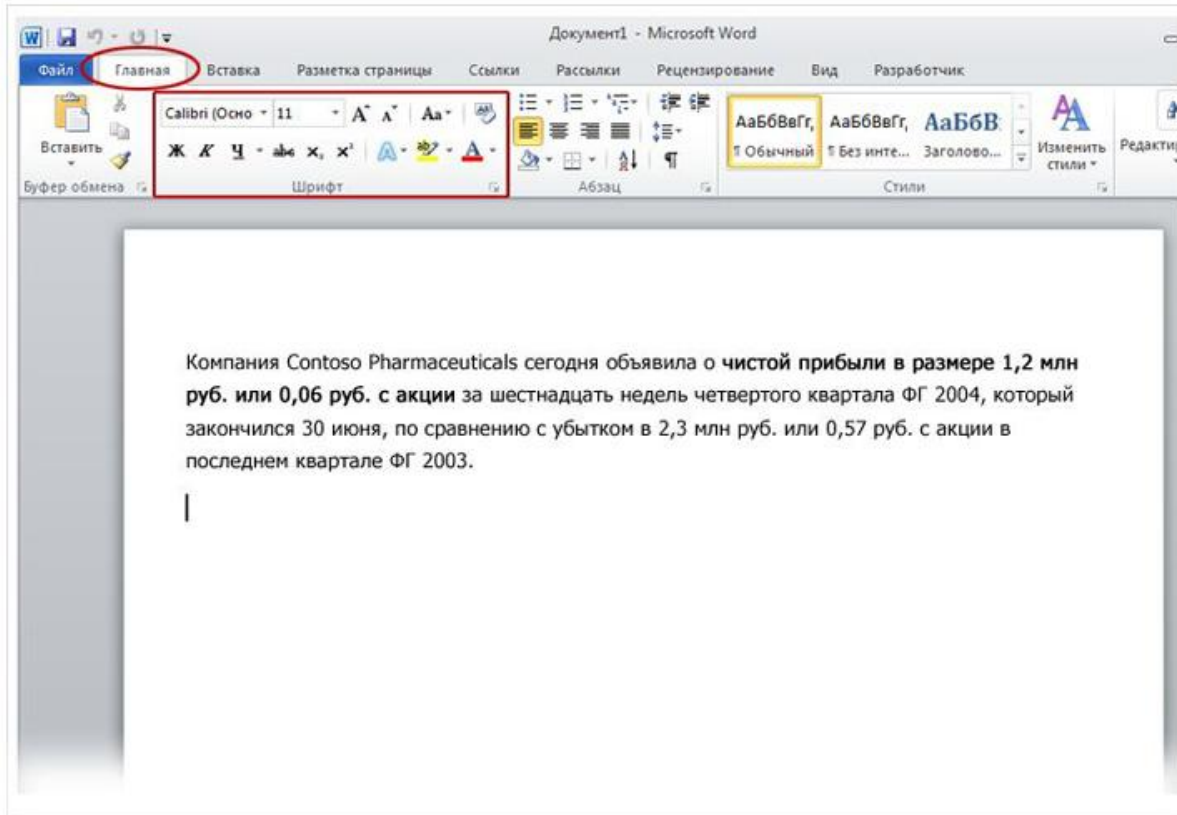 Документ1 - Microsoft Word
Файл Главная Вставка Разметка страницы Ссылки Рассылки Рецензирование Вид Разработчик
Calibri (Осно 11 Aa
АаБбВвГг, АаБбВвГг, АаБбВ
Вставить
Ж К Ч abc x, x² A
¶ Обычный ¶ Без инте... Заголово...
Изменить стили
Буфер обмена Шрифт Абзац Стили
Компания Contoso Pharmaceuticals сегодня объявила о чистой прибыли в размере 1,2 млн
руб. или 0,06 руб. с акции за шестнадцать недель четвертого квартала ФГ 2004, который
закончился 30 июня, по сравнению с убытком в 2,3 млн руб. или 0,57 руб. с акции в
последнем квартале ФГ 2003.